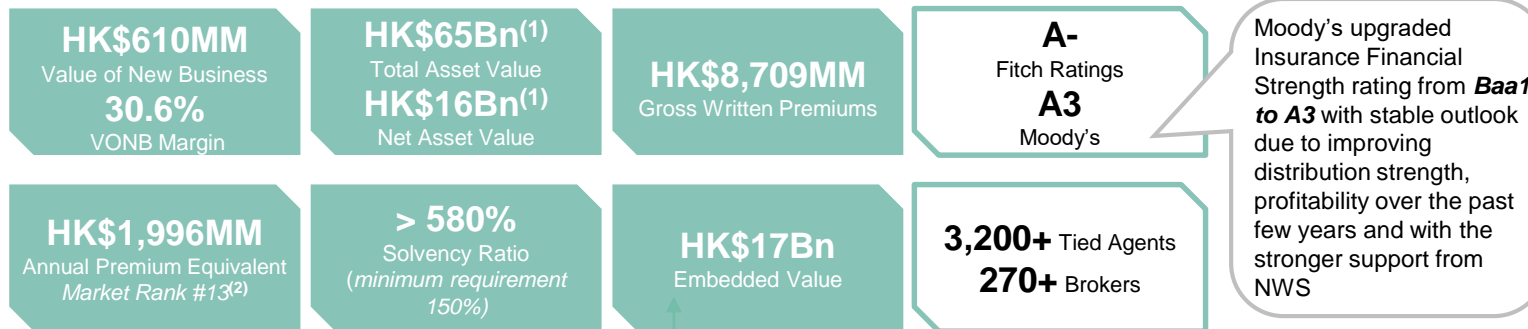 HK$610MM
Value of New Business
30.6%
VONB Margin
HK$65Bn(1)
Total Asset Value
HK$16Bn(1)
Net Asset Value
HK$8,709MM
Gross Written Premiums
A-
Fitch Ratings
A3
Moody's
Moody's upgraded
Insurance Financial
Strength rating from Baa1
to A3 with stable outlook
due to improving
distribution strength,
profitability over the past
few years and with the
stronger support from
NWS
HK$1,996MM
Annual Premium Equivalent
Market Rank #13(2)
> 580%
Solvency Ratio
(minimum requirement
150%)
HK$17Bn
Embedded Value
3,200+ Tied Agents
270+ Brokers